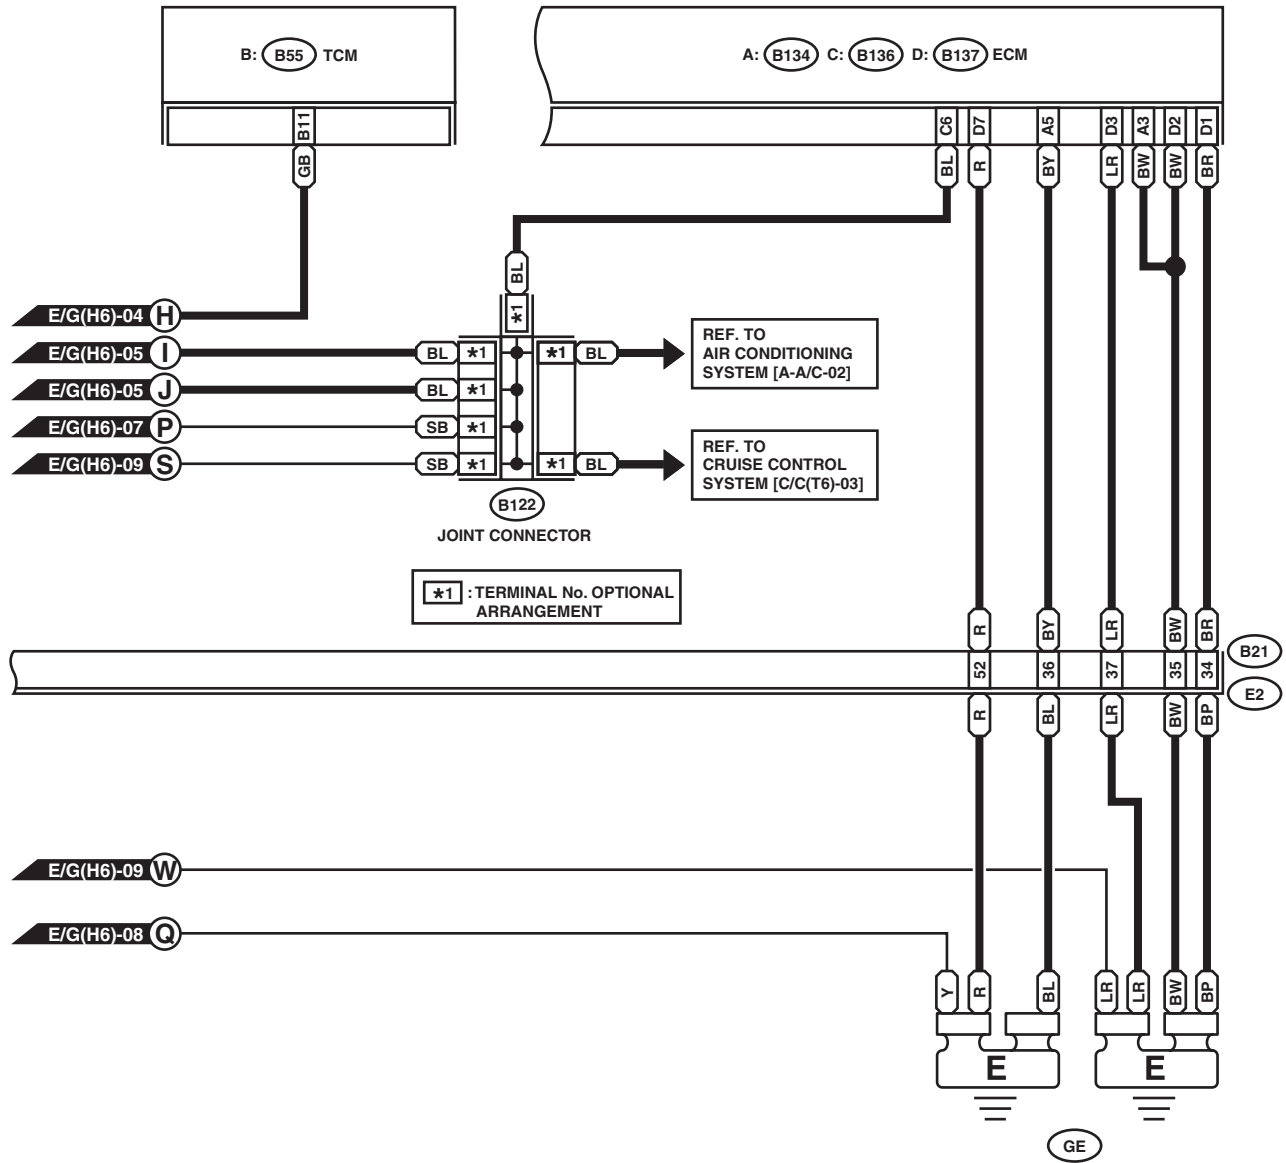 B: B55 TCM
A: B134 C: B136 D: B137 ECM
B11
C6 D7 A5 D3 A3 D2 D1
GB
BL R BY LR BW BW BR
BL
*1
E/G(H6)-04 H
E/G(H6)-05 I
BL *1
*1 BL
REF. TO
AIR CONDITIONING
SYSTEM [A-A/C-02]
E/G(H6)-05 J
BL *1
E/G(H6)-07 P
SB *1
E/G(H6)-09 S
SB *1
*1 BL
REF. TO
CRUISE CONTROL
SYSTEM [C/C(T6)-03]
B122
JOINT CONNECTOR
*1 : TERMINAL No. OPTIONAL
ARRANGEMENT
R BY LR BW BR
B21
52 36 37 35 34
E2
R BL LR BW BP
E/G(H6)-09 W
E/G(H6)-08 Q
Y R BL LR LR BW BP
E E
GE